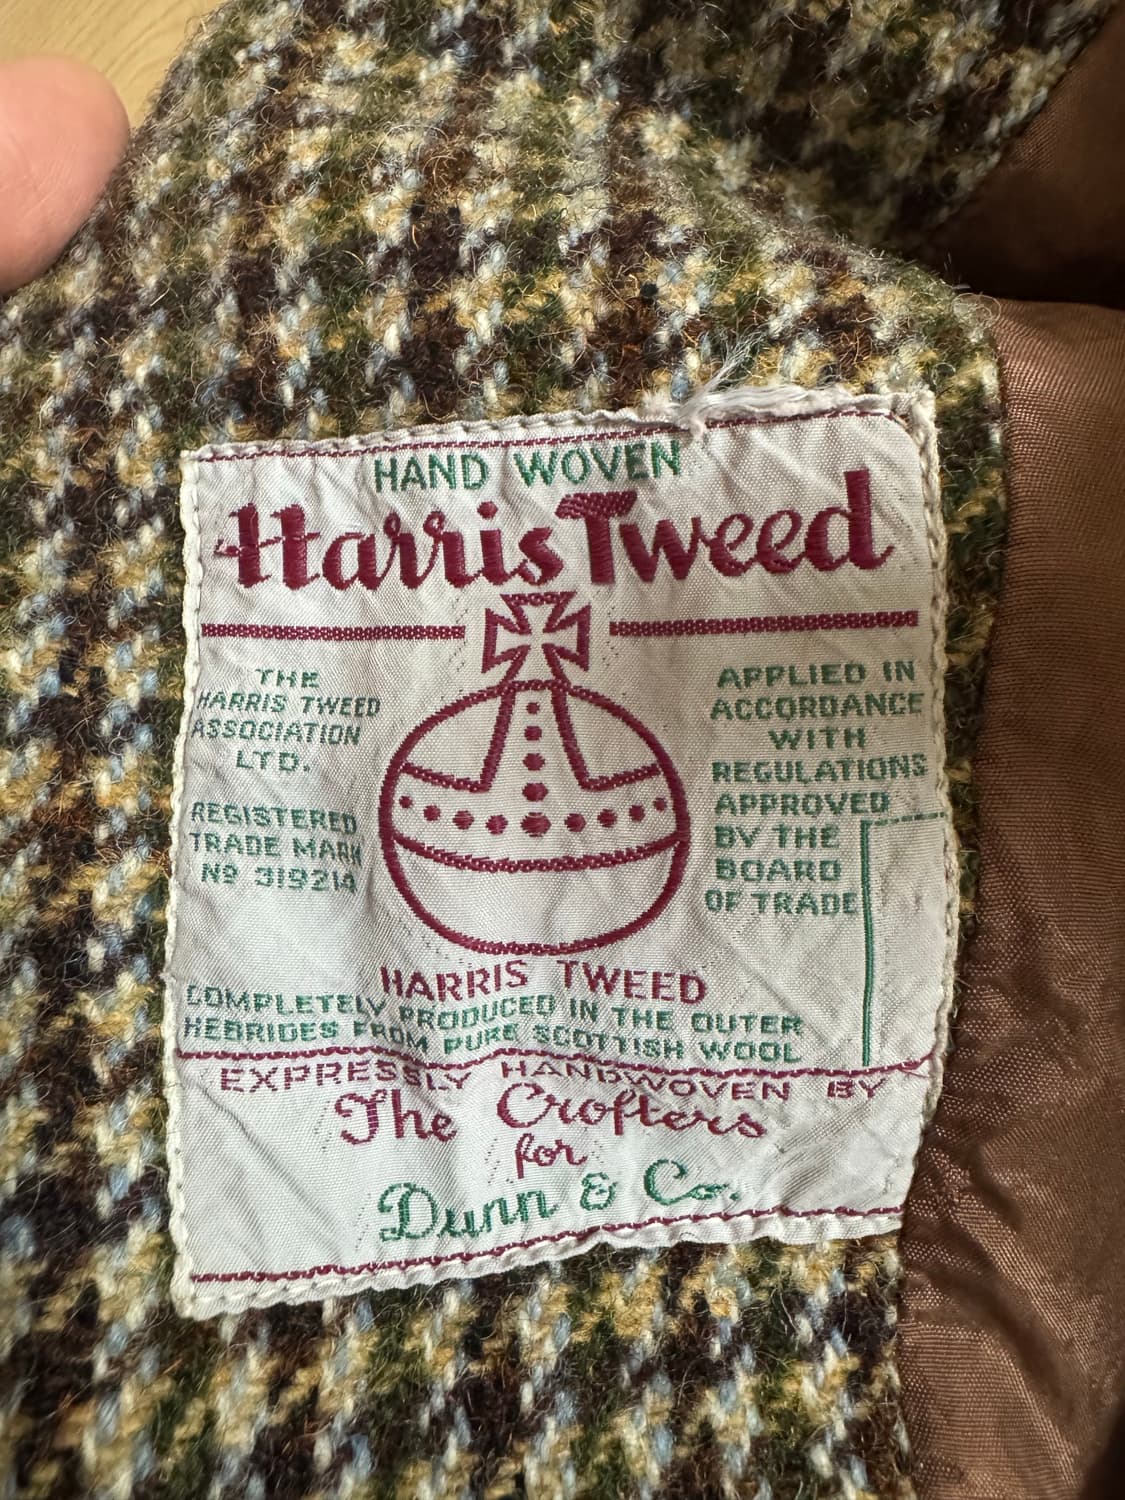 HAND WOVEN
Harris Tweed
THE
HARRIS TWEED
ASSOCIATION
LTD.
REGISTERED
TRADE MARK
Nº 319214
APPLIED IN
ACCORDANCE
WITH
REGULATIONS
APPROVED
BY THE
BOARD
OF TRADE
HARRIS TWEED
COMPLETELY PRODUCED IN THE OUTER
HEBRIDES FROM PURE SCOTTISH WOOL
EXPRESSLY HANDWOVEN BY
The Crofters
for
Dunn & Co.